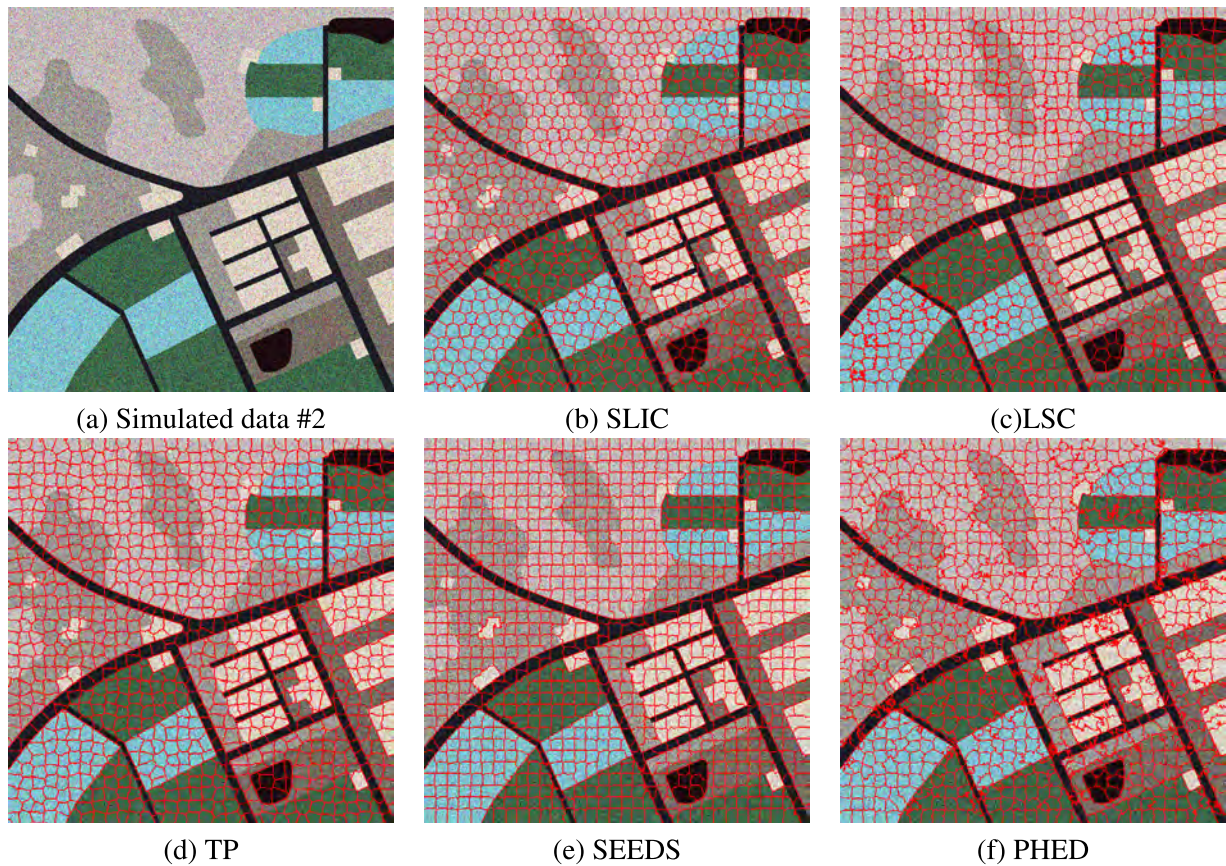 (a) Simulated data #2
(b) SLIC
(c)LSC
(d) TP
(e) SEEDS
(f) PHED